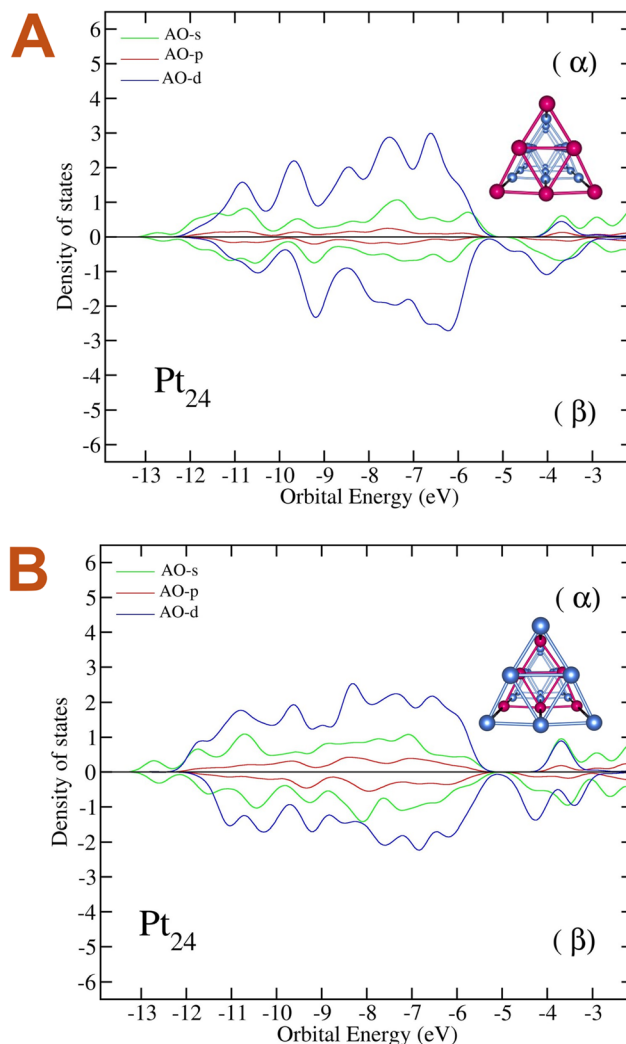 A
AO-s
AO-p
AO-d
( α)
6
5
4
3
2
1
0
-1
-2
-3
-4
-5
-6
Density of states
Pt24
( β)
-13 -12 -11 -10 -9 -8 -7 -6 -5 -4 -3
Orbital Energy (eV)
B
AO-s
AO-p
AO-d
( α)
6
5
4
3
2
1
0
-1
-2
-3
-4
-5
-6
Density of states
Pt24
( β)
-13 -12 -11 -10 -9 -8 -7 -6 -5 -4 -3
Orbital Energy (eV)